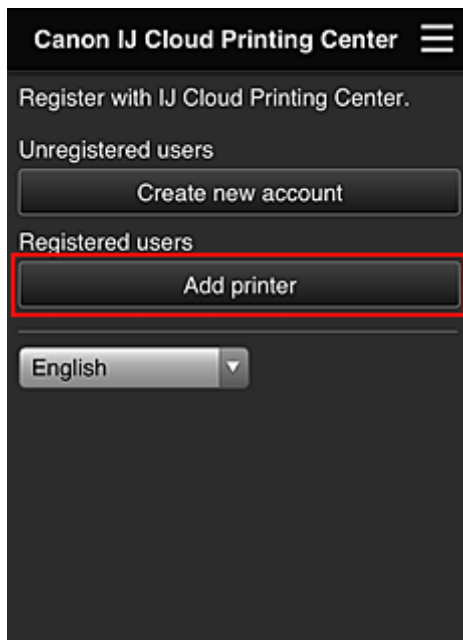 Canon IJ Cloud Printing Center
Register with IJ Cloud Printing Center.
Unregistered users
Create new account
Registered users
Add printer
English